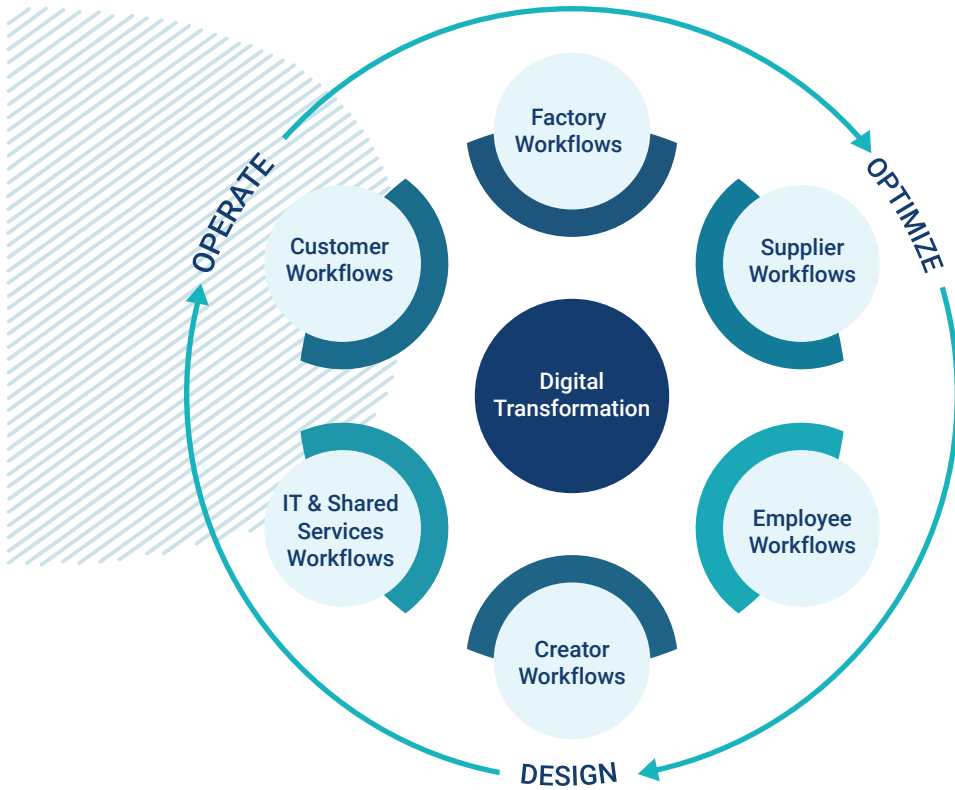 Factory
Workflows
OPERATE
OPTIMIZE
Customer
Workflows
Supplier
Workflows
Digital
Transformation
IT & Shared
Services
Workflows
Employee
Workflows
Creator
Workflows
DESIGN